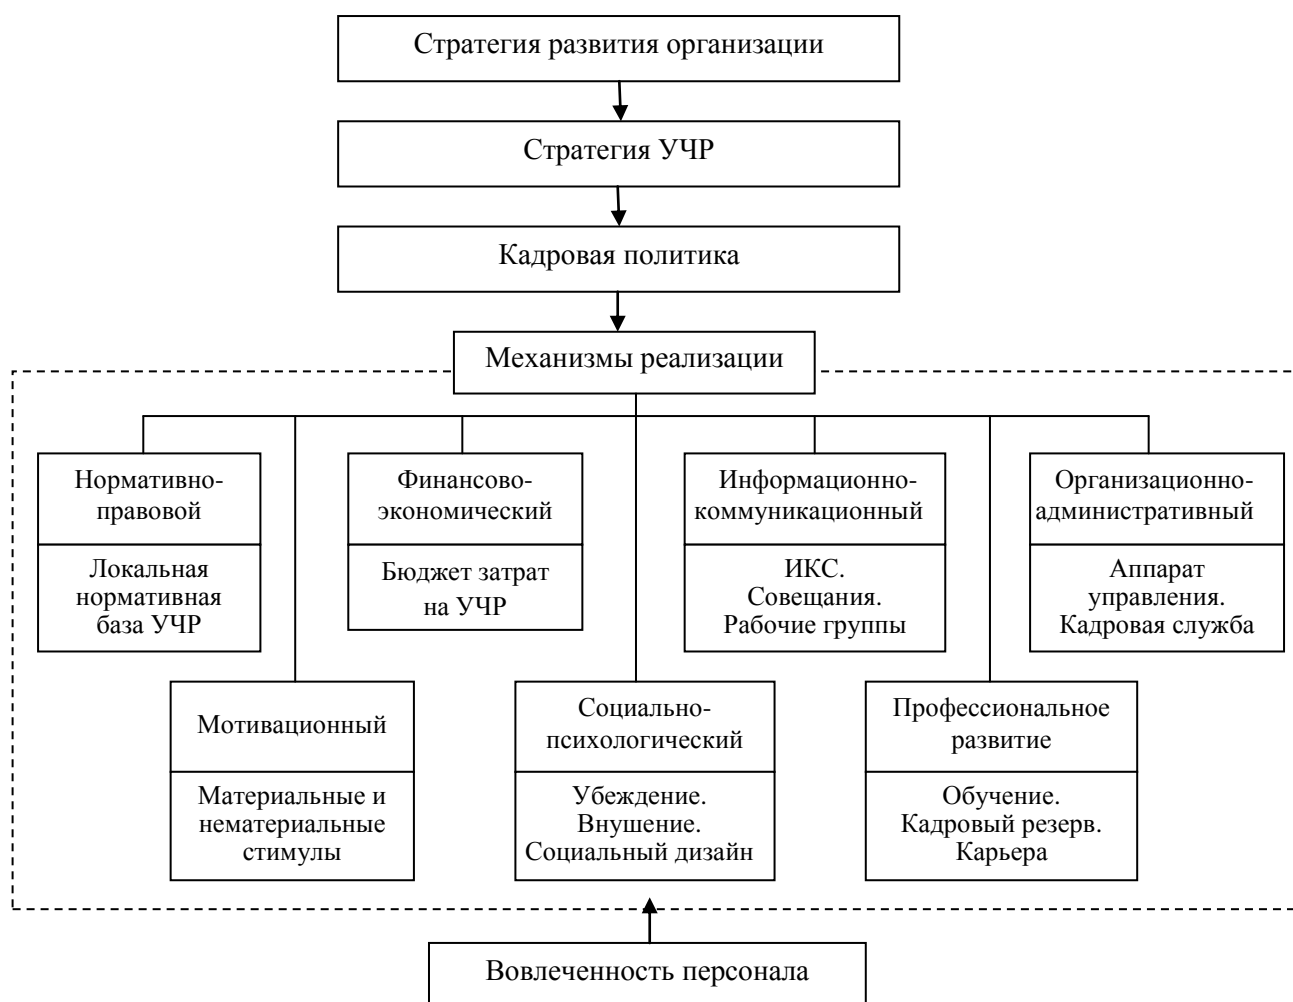 Стратегия развития организации
Стратегия УЧР
Кадровая политика
Механизмы реализации
Нормативно-
правовой
Локальная
нормативная
база УЧР
Финансово-
экономический
Бюджет затрат
на УЧР
Информационно-
коммуникационный
ИКС.
Совещания.
Рабочие группы
Организационно-
административный
Аппарат
управления.
Кадровая служба
Мотивационный
Материальные и
нематериальные
стимулы
Социально-
психологический
Убеждение.
Внушение.
Социальный дизайн
Профессиональное
развитие
Обучение.
Кадровый резерв.
Карьера
Вовлеченность персонала